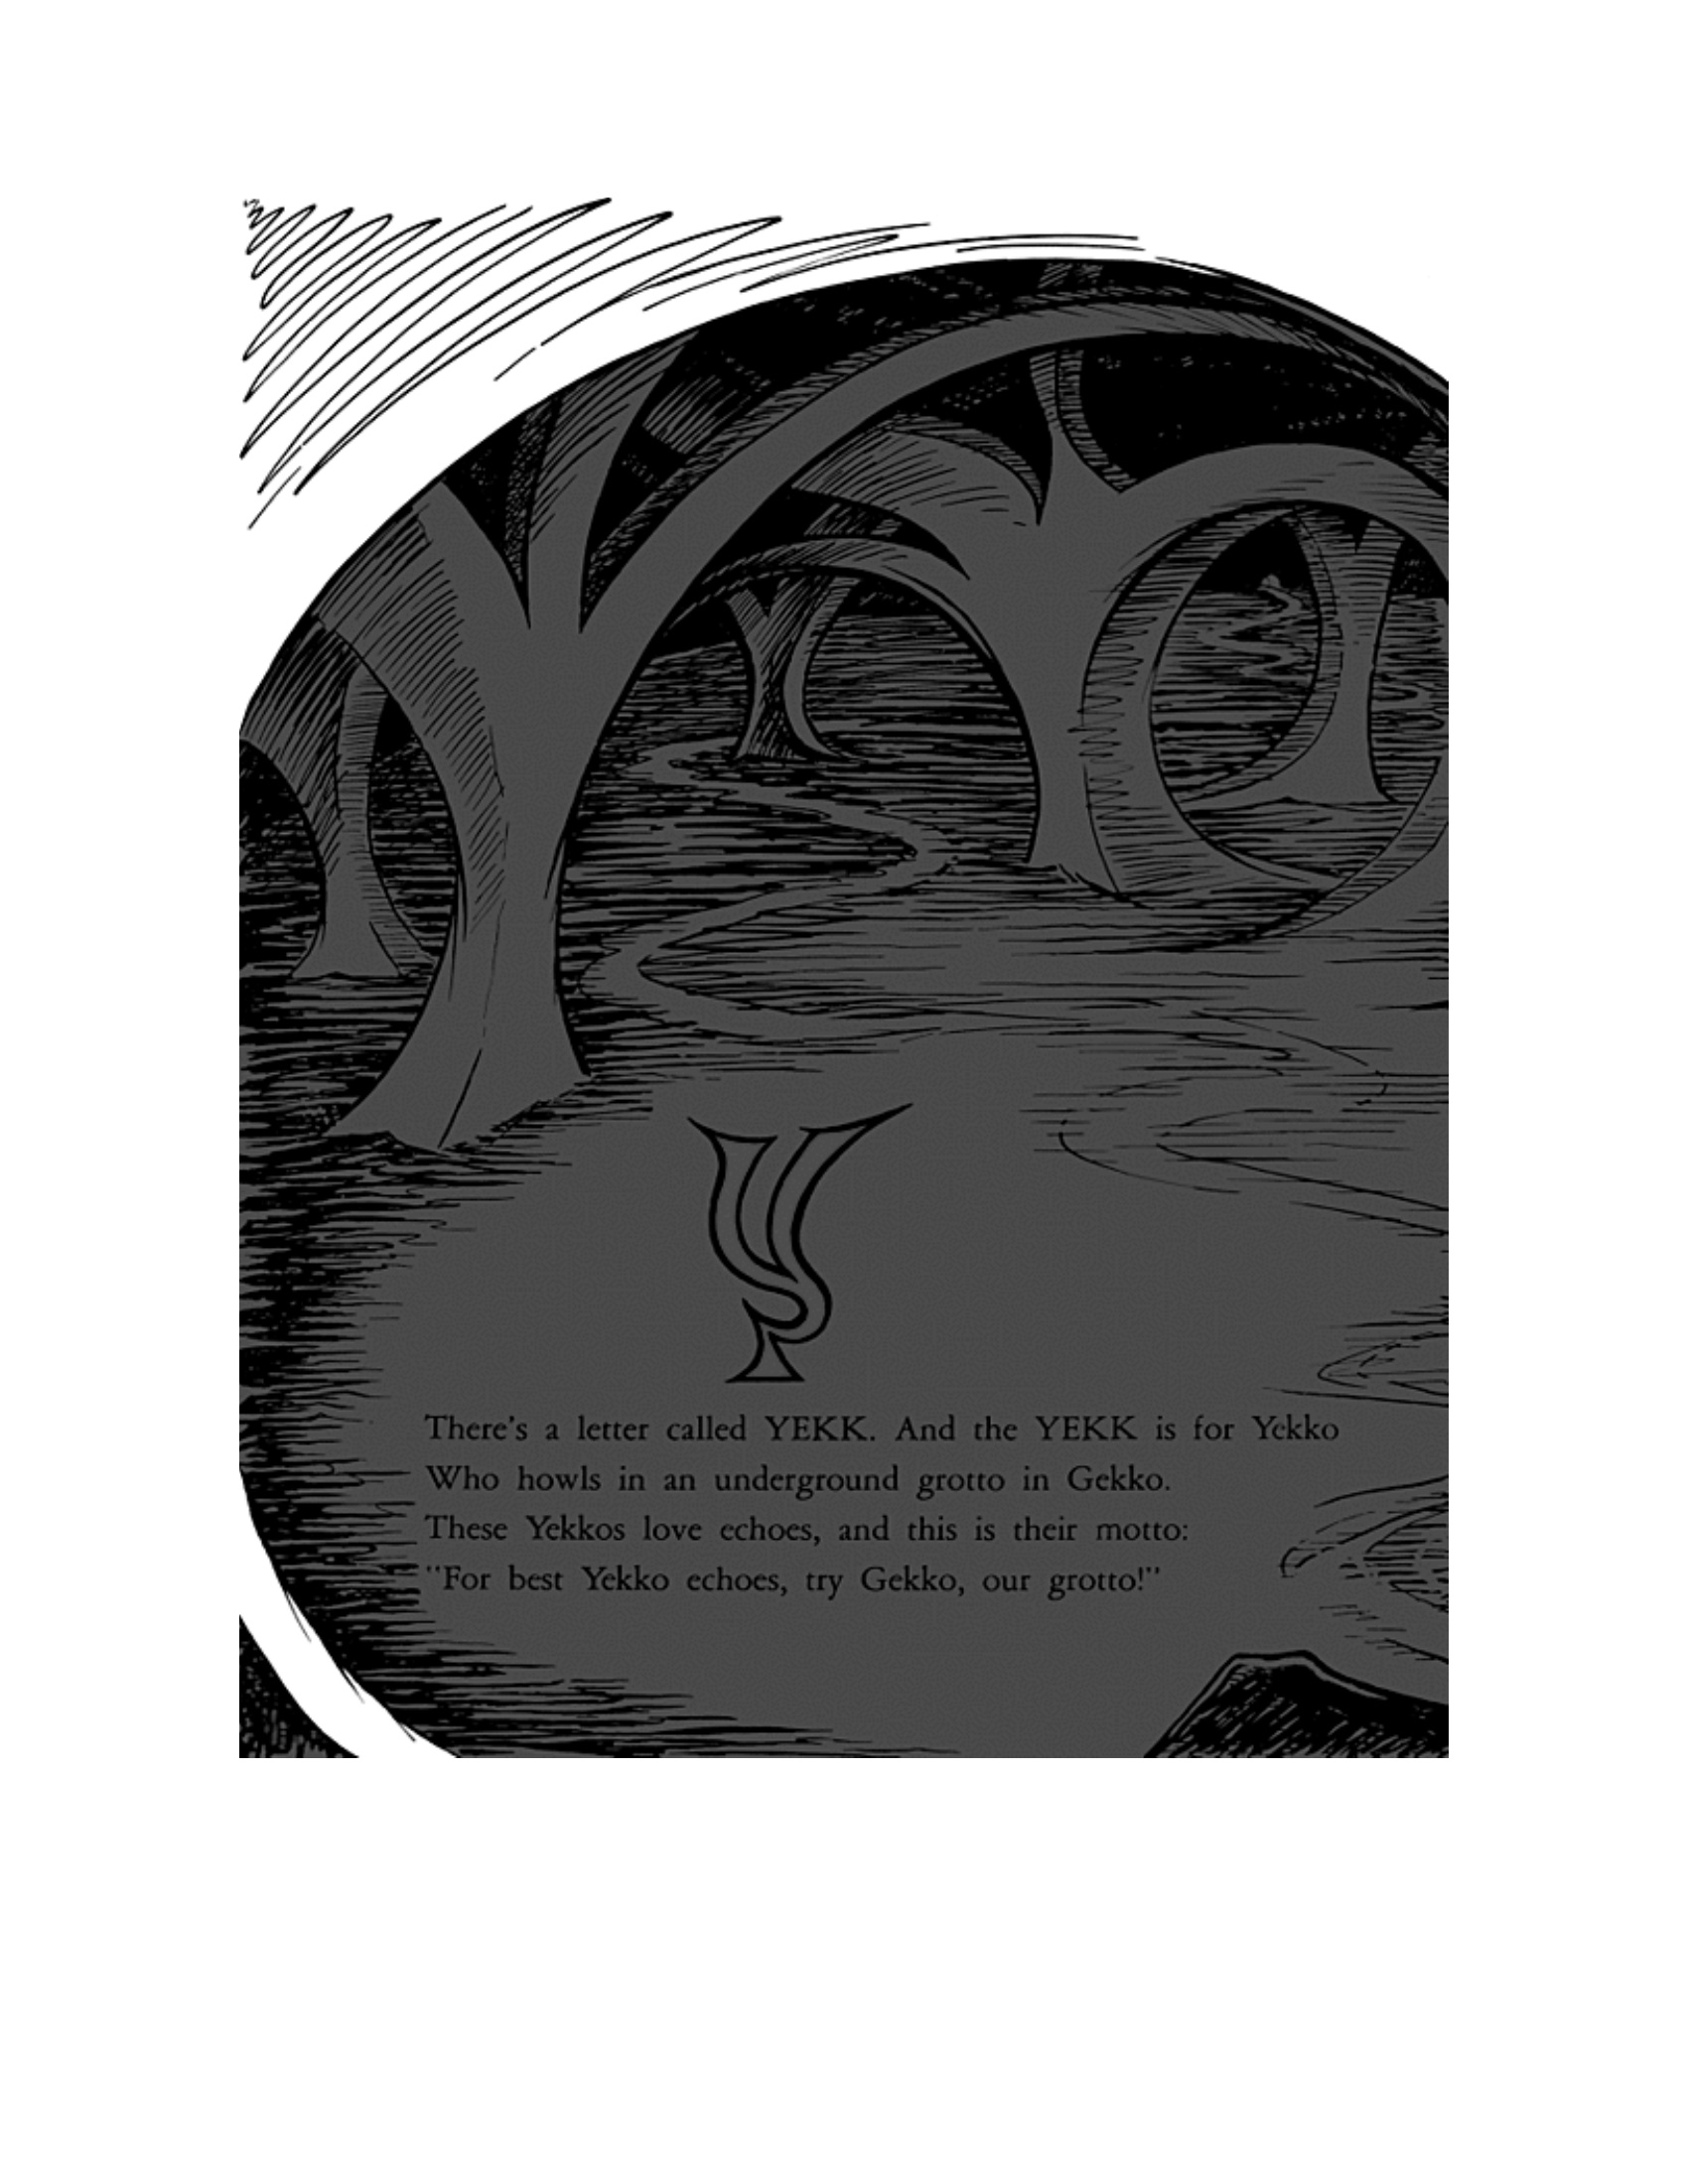 There's a letter called YEKK. And the YEKK is for Yekko
Who howls in an underground grotto in Gekko.
These Yekkos love echoes, and this is their motto:
"For best Yekko echoes, try Gekko, our grotto!"